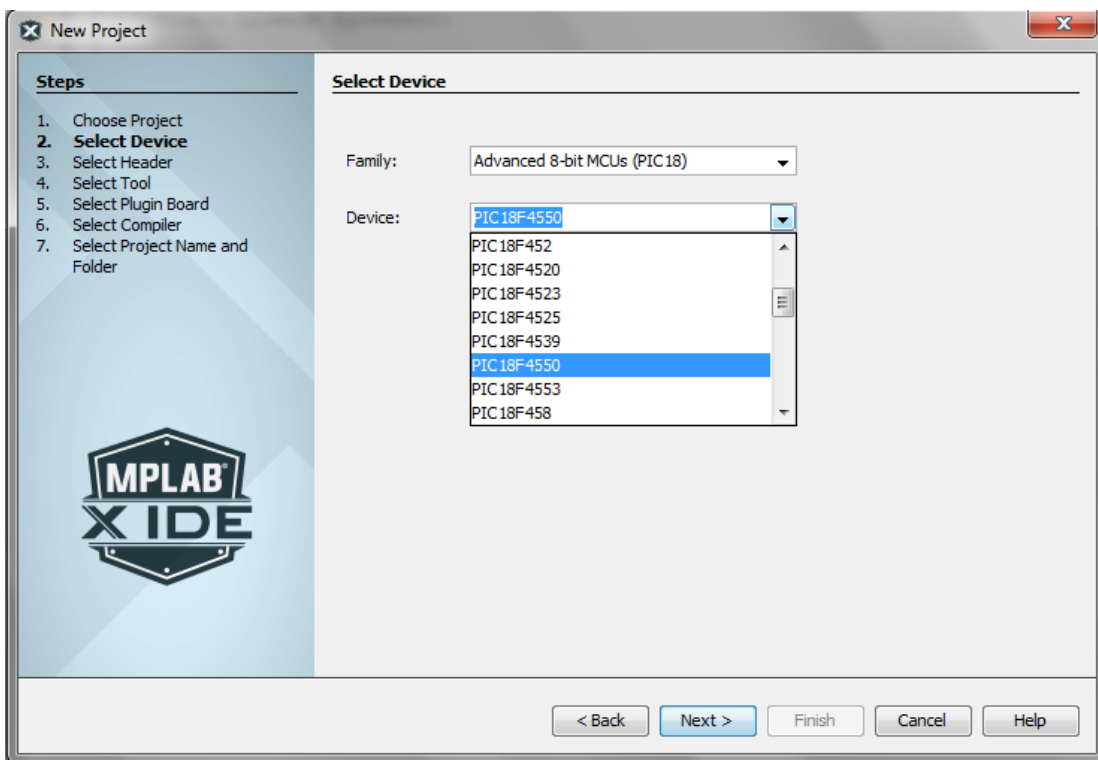 New Project
Steps
1. Choose Project
2. Select Device
3. Select Header
4. Select Tool
5. Select Plugin Board
6. Select Compiler
7. Select Project Name and
Folder
MPLAB®
X IDE
Select Device
Family: Advanced 8-bit MCUs (PIC18)
Device: PIC18F4550
PIC18F452
PIC18F4520
PIC18F4523
PIC18F4525
PIC18F4539
PIC18F4550
PIC18F4553
PIC18F458
< Back Next > Finish Cancel Help